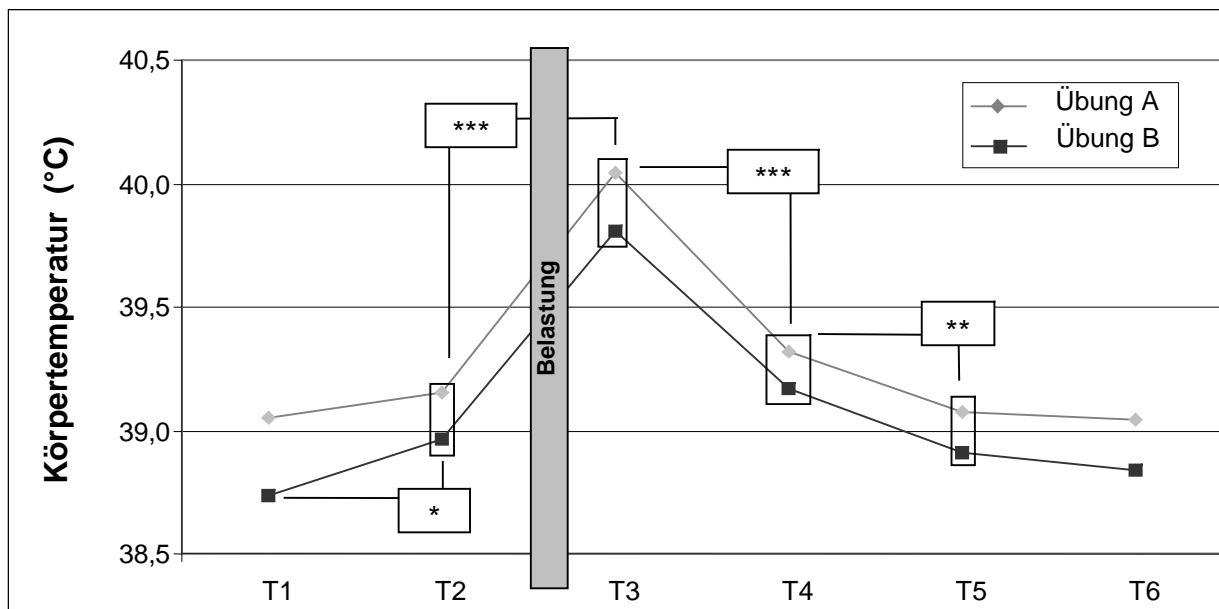 40,5
40,0
39,5
39,0
38,5
Körpertemperatur (°C)
Übung A
Übung B
***
***
**
*
Belastung
T1 T2 T3 T4 T5 T6